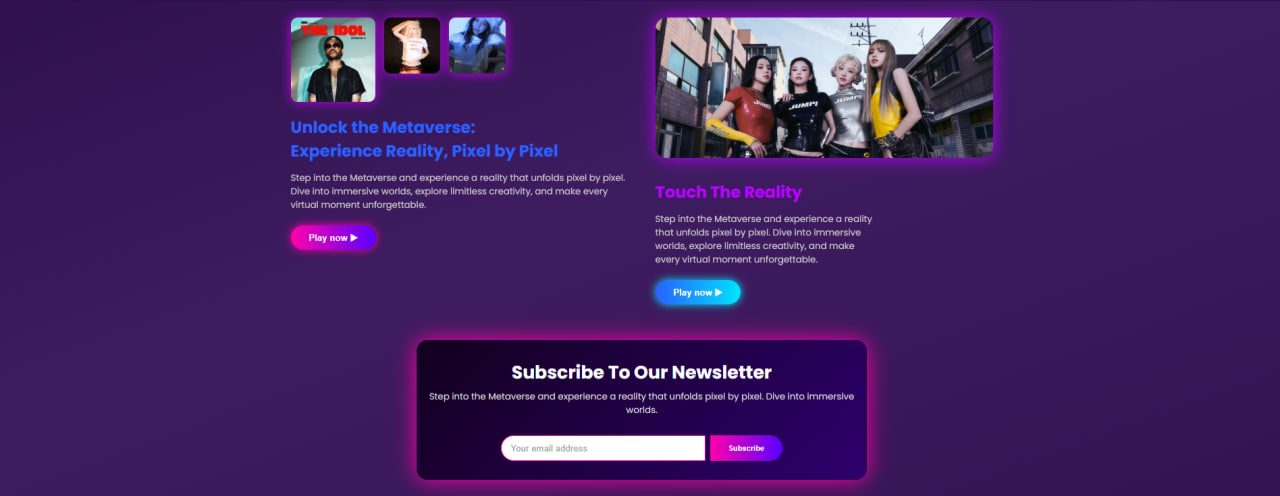 THE IDOL
Unlock the Metaverse:
Experience Reality, Pixel by Pixel
Step into the Metaverse and experience a reality that unfolds pixel by pixel.
Dive into immersive worlds, explore limitless creativity, and make every
virtual moment unforgettable.
Play now ▶
JUMP!
JUMP!
JUMP!
Touch The Reality
Step into the Metaverse and experience a reality
that unfolds pixel by pixel. Dive into immersive
worlds, explore limitless creativity, and make
every virtual moment unforgettable.
Play now ▶
Subscribe To Our Newsletter
Step into the Metaverse and experience a reality that unfolds pixel by pixel. Dive into immersive
worlds.
Your email address
Subscribe